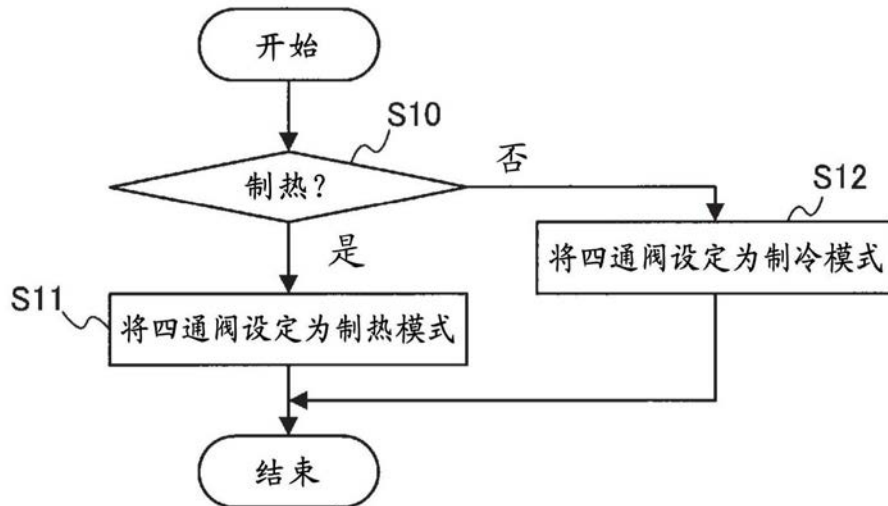 开始
S10
制热？
否
S12
将四通阀设定为制冷模式
是
S11
将四通阀设定为制热模式
结束